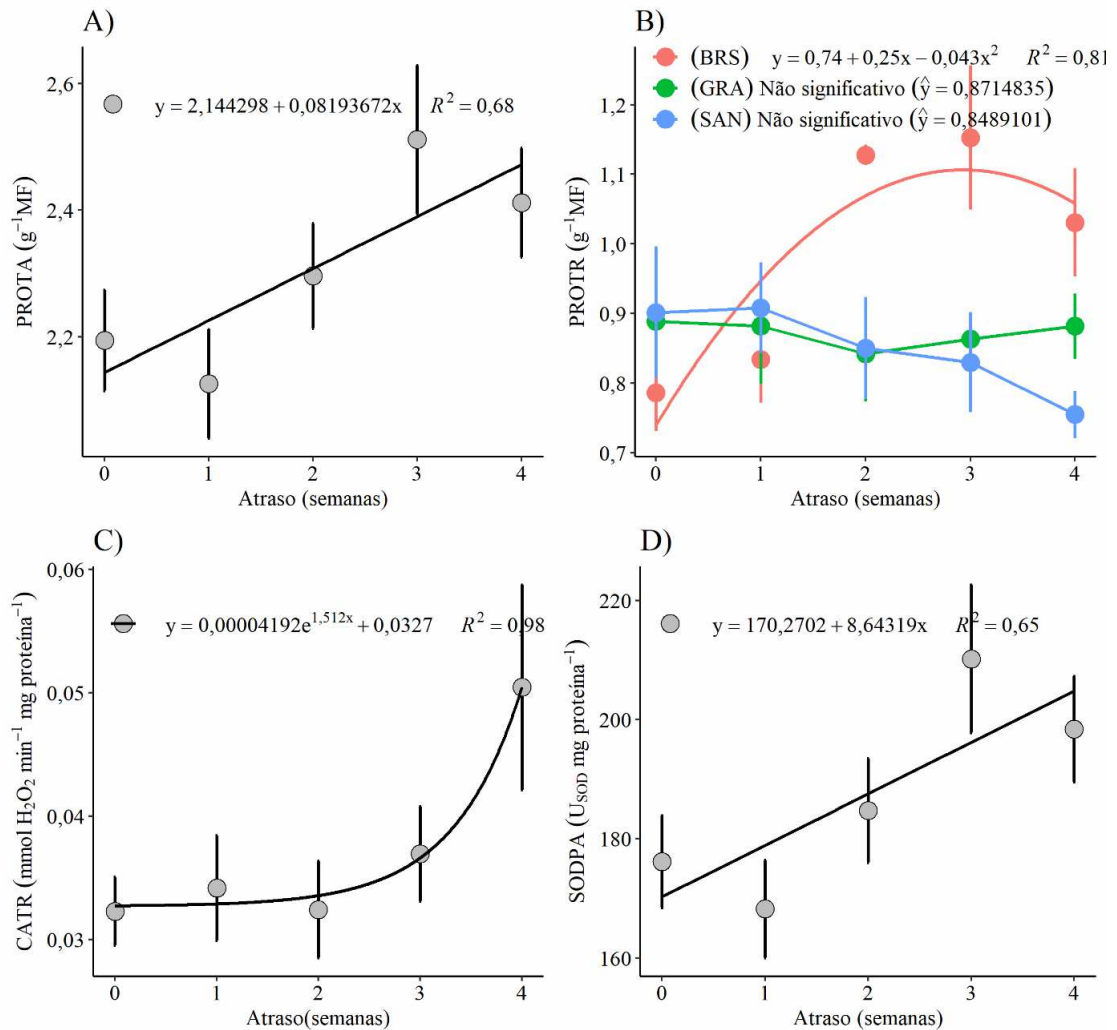 A)
y = 2,144298 + 0,08193672x R² = 0,68
PROTA (g⁻¹MF)
2,6
2,4
2,2
0 1 2 3 4
Atraso (semanas)
B)
(BRS) y = 0,74 + 0,25x − 0,043x² R² = 0,81
(GRA) Não significativo (ŷ = 0,8714835)
(SAN) Não significativo (ŷ = 0,8489101)
PROTR (g⁻¹MF)
1,2
1,1
1,0
0,9
0,8
0,7
0 1 2 3 4
Atraso (semanas)
C)
y = 0,00004192e^1,512x + 0,0327 R² = 0,98
CATR (mmol H₂O₂ min⁻¹ mg proteína⁻¹)
0,06
0,05
0,04
0,03
0 1 2 3 4
Atraso(semanas)
D)
y = 170,2702 + 8,64319x R² = 0,65
SODPA (U_SOD mg proteína⁻¹)
220
200
180
160
0 1 2 3 4
Atraso (semanas)